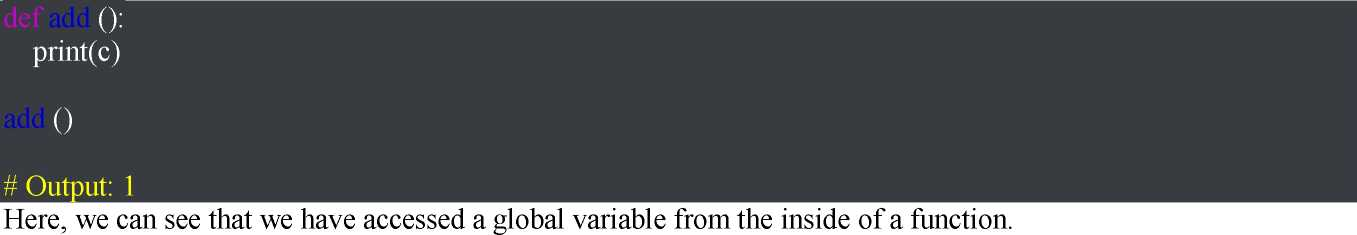 def add ():
    print(c)
add ()
# Output: 1
Here, we can see that we have accessed a global variable from the inside of a function.